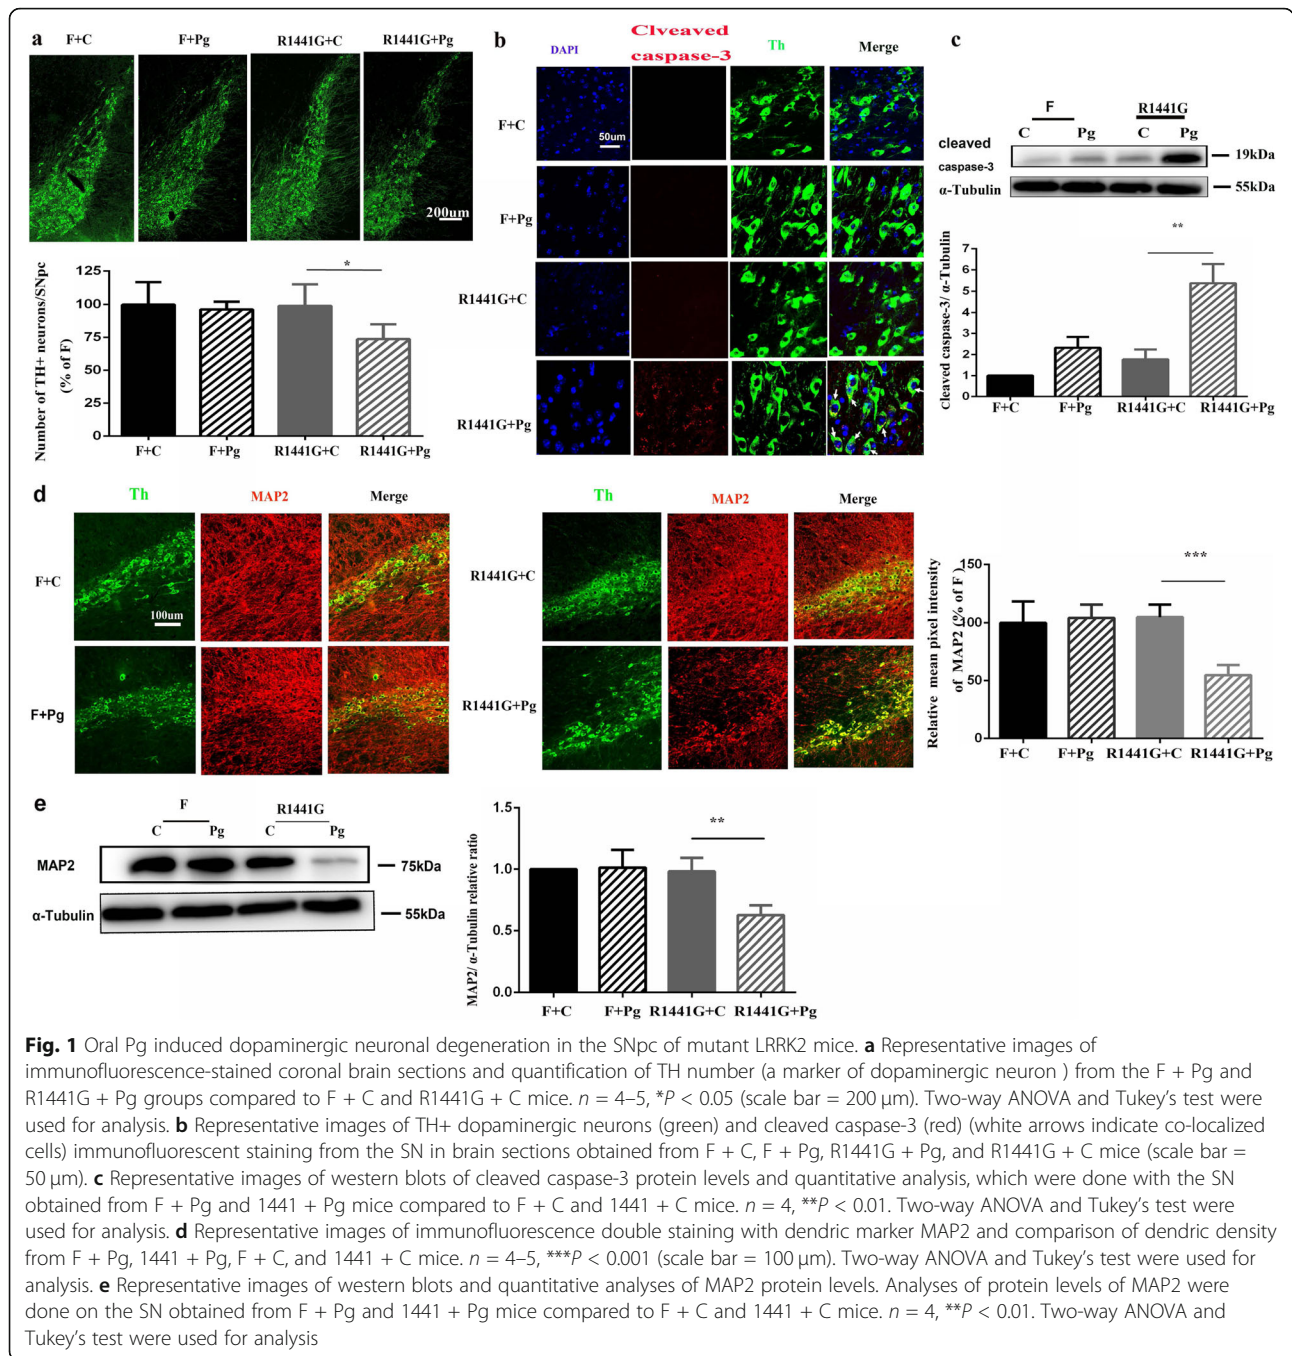 a
F+C
F+Pg
R1441G+C
R1441G+Pg
200um
Number of TH+ neurons/SNpc
(% of F)
125
100
75
50
25
0
F+C
F+Pg
R1441G+C
R1441G+Pg
*
b
DAPI
Clveaved
caspase-3
Th
Merge
F+C
50um
F+Pg
R1441G+C
R1441G+Pg
c
F
R1441G
C
Pg
C
Pg
cleaved
caspase-3
19kDa
α-Tubulin
55kDa
Cleaved caspase-3/ α-Tubulin
8
7
6
5
4
3
2
1
0
**
F+C
F+Pg
R1441G+C
R1441G+Pg
d
Th
MAP2
Merge
F+C
100um
F+Pg
Th
MAP2
Merge
R1441G+C
R1441G+Pg
Relative mean pixel intensity
of MAP2 (% of F)
150
100
50
0
***
F+C
F+Pg
R1441G+C
R1441G+Pg
e
F
R1441G
C
Pg
C
Pg
MAP2
75kDa
α-Tubulin
55kDa
MAP2/ α-Tubulin relative ratio
1.5
1.0
0.5
0.0
**
F+C
F+Pg
R1441G+C
R1441G+Pg
Fig. 1 Oral Pg induced dopaminergic neuronal degeneration in the SNpc of mutant LRRK2 mice. a Representative images of
immunofluorescence-stained coronal brain sections and quantification of TH number (a marker of dopaminergic neuron ) from the F + Pg and
R1441G + Pg groups compared to F + C and R1441G + C mice. n = 4–5, *P < 0.05 (scale bar = 200 μm). Two-way ANOVA and Tukey's test were
used for analysis. b Representative images of TH+ dopaminergic neurons (green) and cleaved caspase-3 (red) (white arrows indicate co-localized
cells) immunofluorescent staining from the SN in brain sections obtained from F + C, F + Pg, R1441G + Pg, and R1441G + C mice (scale bar =
50 μm). c Representative images of western blots of cleaved caspase-3 protein levels and quantitative analysis, which were done with the SN
obtained from F + Pg and 1441 + Pg mice compared to F + C and 1441 + C mice. n = 4, **P < 0.01. Two-way ANOVA and Tukey's test were
used for analysis. d Representative images of immunofluorescence double staining with dendric marker MAP2 and comparison of dendric density
from F + Pg, 1441 + Pg, F + C, and 1441 + C mice. n = 4–5, ***P < 0.001 (scale bar = 100 μm). Two-way ANOVA and Tukey's test were used for
analysis. e Representative images of western blots and quantitative analyses of MAP2 protein levels. Analyses of protein levels of MAP2 were
done on the SN obtained from F + Pg and 1441 + Pg mice compared to F + C and 1441 + C mice. n = 4, **P < 0.01. Two-way ANOVA and
Tukey's test were used for analysis